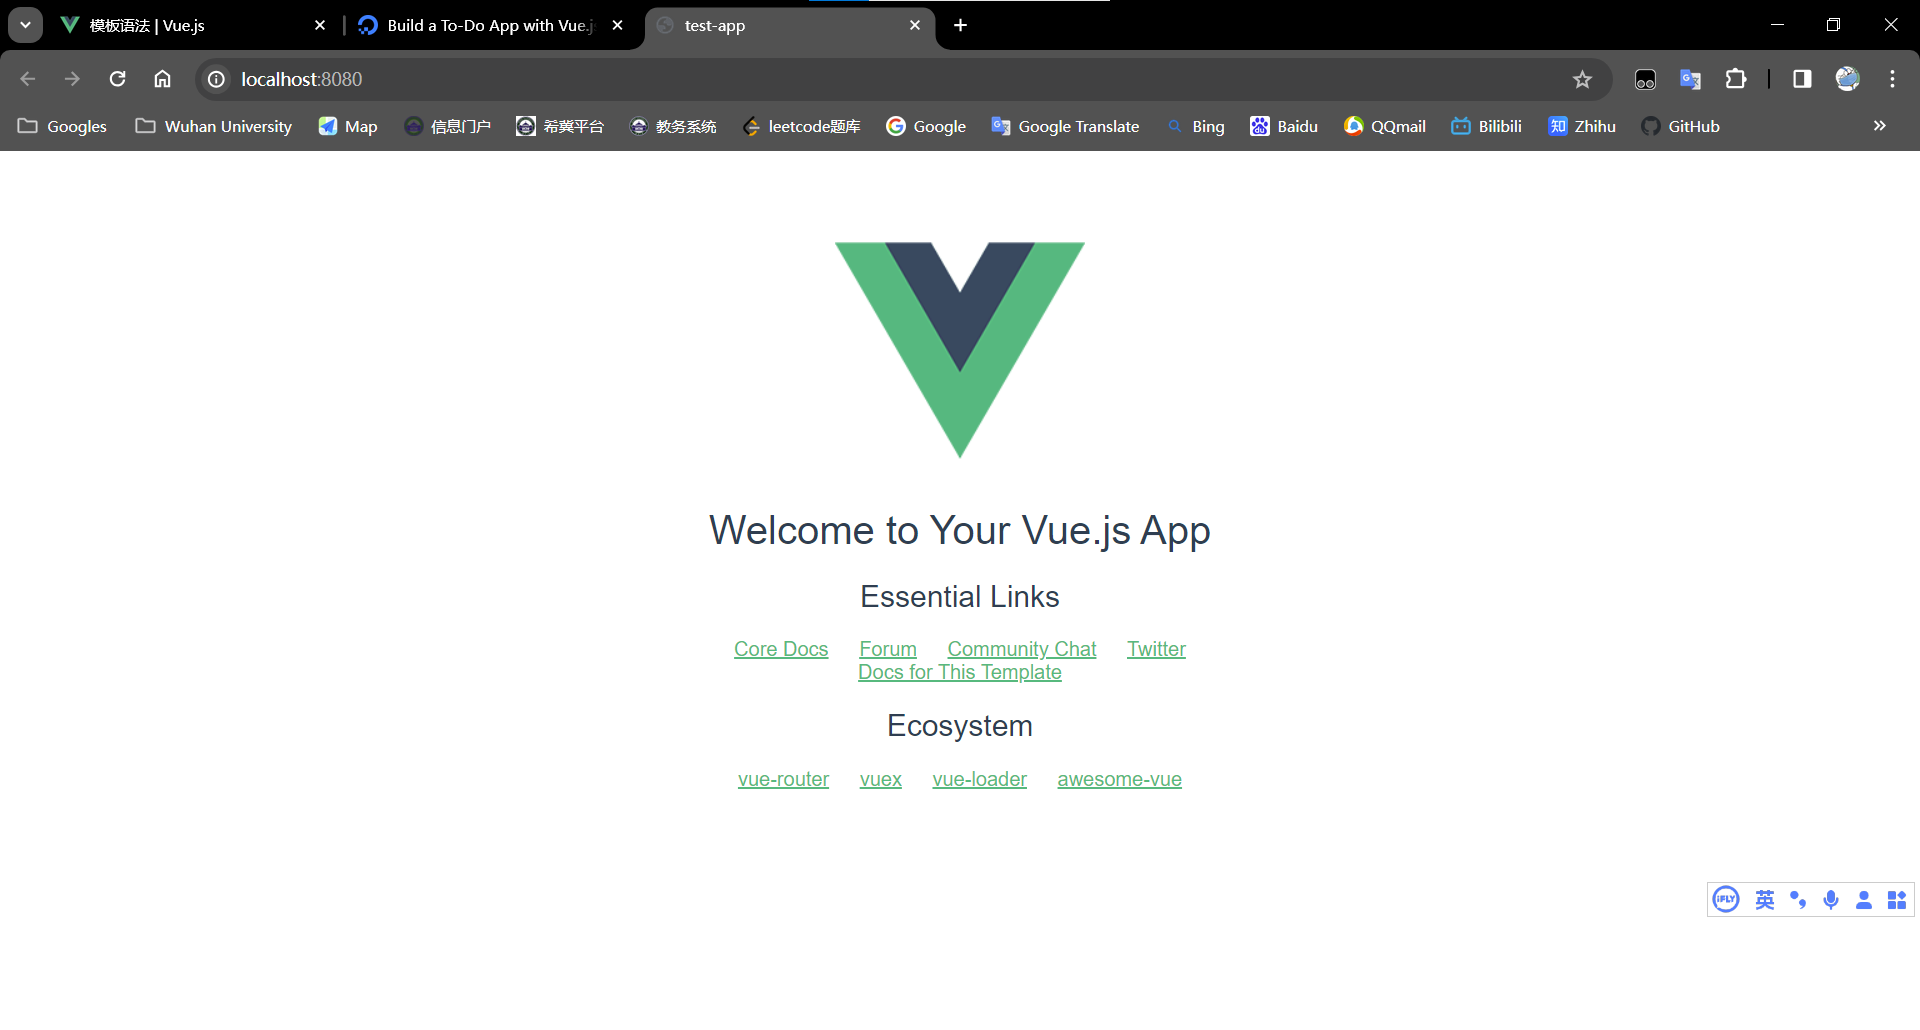 模板语法 | Vue.js
Build a To-Do App with Vue.js
test-app
localhost:8080
Googles Wuhan University Map 信息门户 希冀平台 教务系统 leetcode题库 Google Google Translate Bing Baidu QQmail Bilibili 知 Zhihu GitHub
Welcome to Your Vue.js App
Essential Links
Core Docs Forum Community Chat Twitter
Docs for This Template
Ecosystem
vue-router vuex vue-loader awesome-vue
iFLY 英